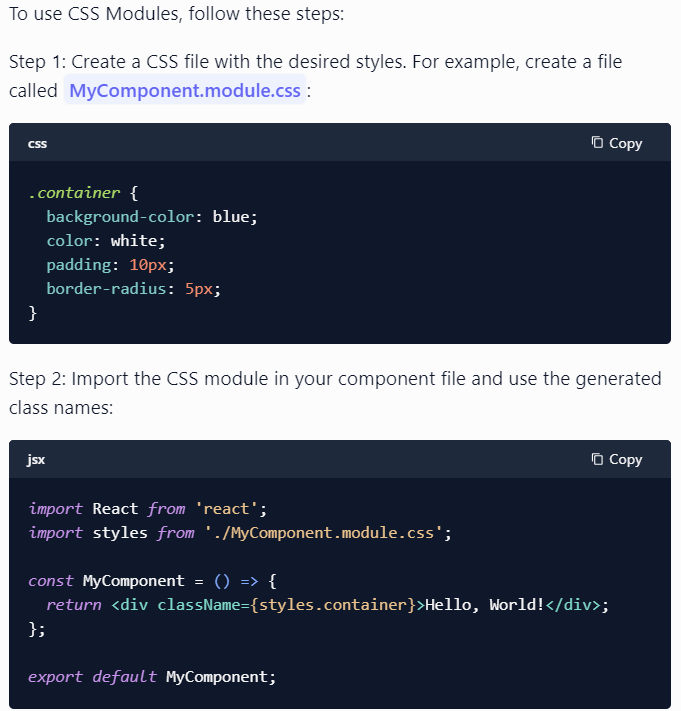 To use CSS Modules, follow these steps:
Step 1: Create a CSS file with the desired styles. For example, create a file
called MyComponent.module.css :
css Copy
.container {
  background-color: blue;
  color: white;
  padding: 10px;
  border-radius: 5px;
}
Step 2: Import the CSS module in your component file and use the generated
class names:
jsx Copy
import React from 'react';
import styles from './MyComponent.module.css';
const MyComponent = () => {
  return <div className={styles.container}>Hello, World!</div>;
};
export default MyComponent;